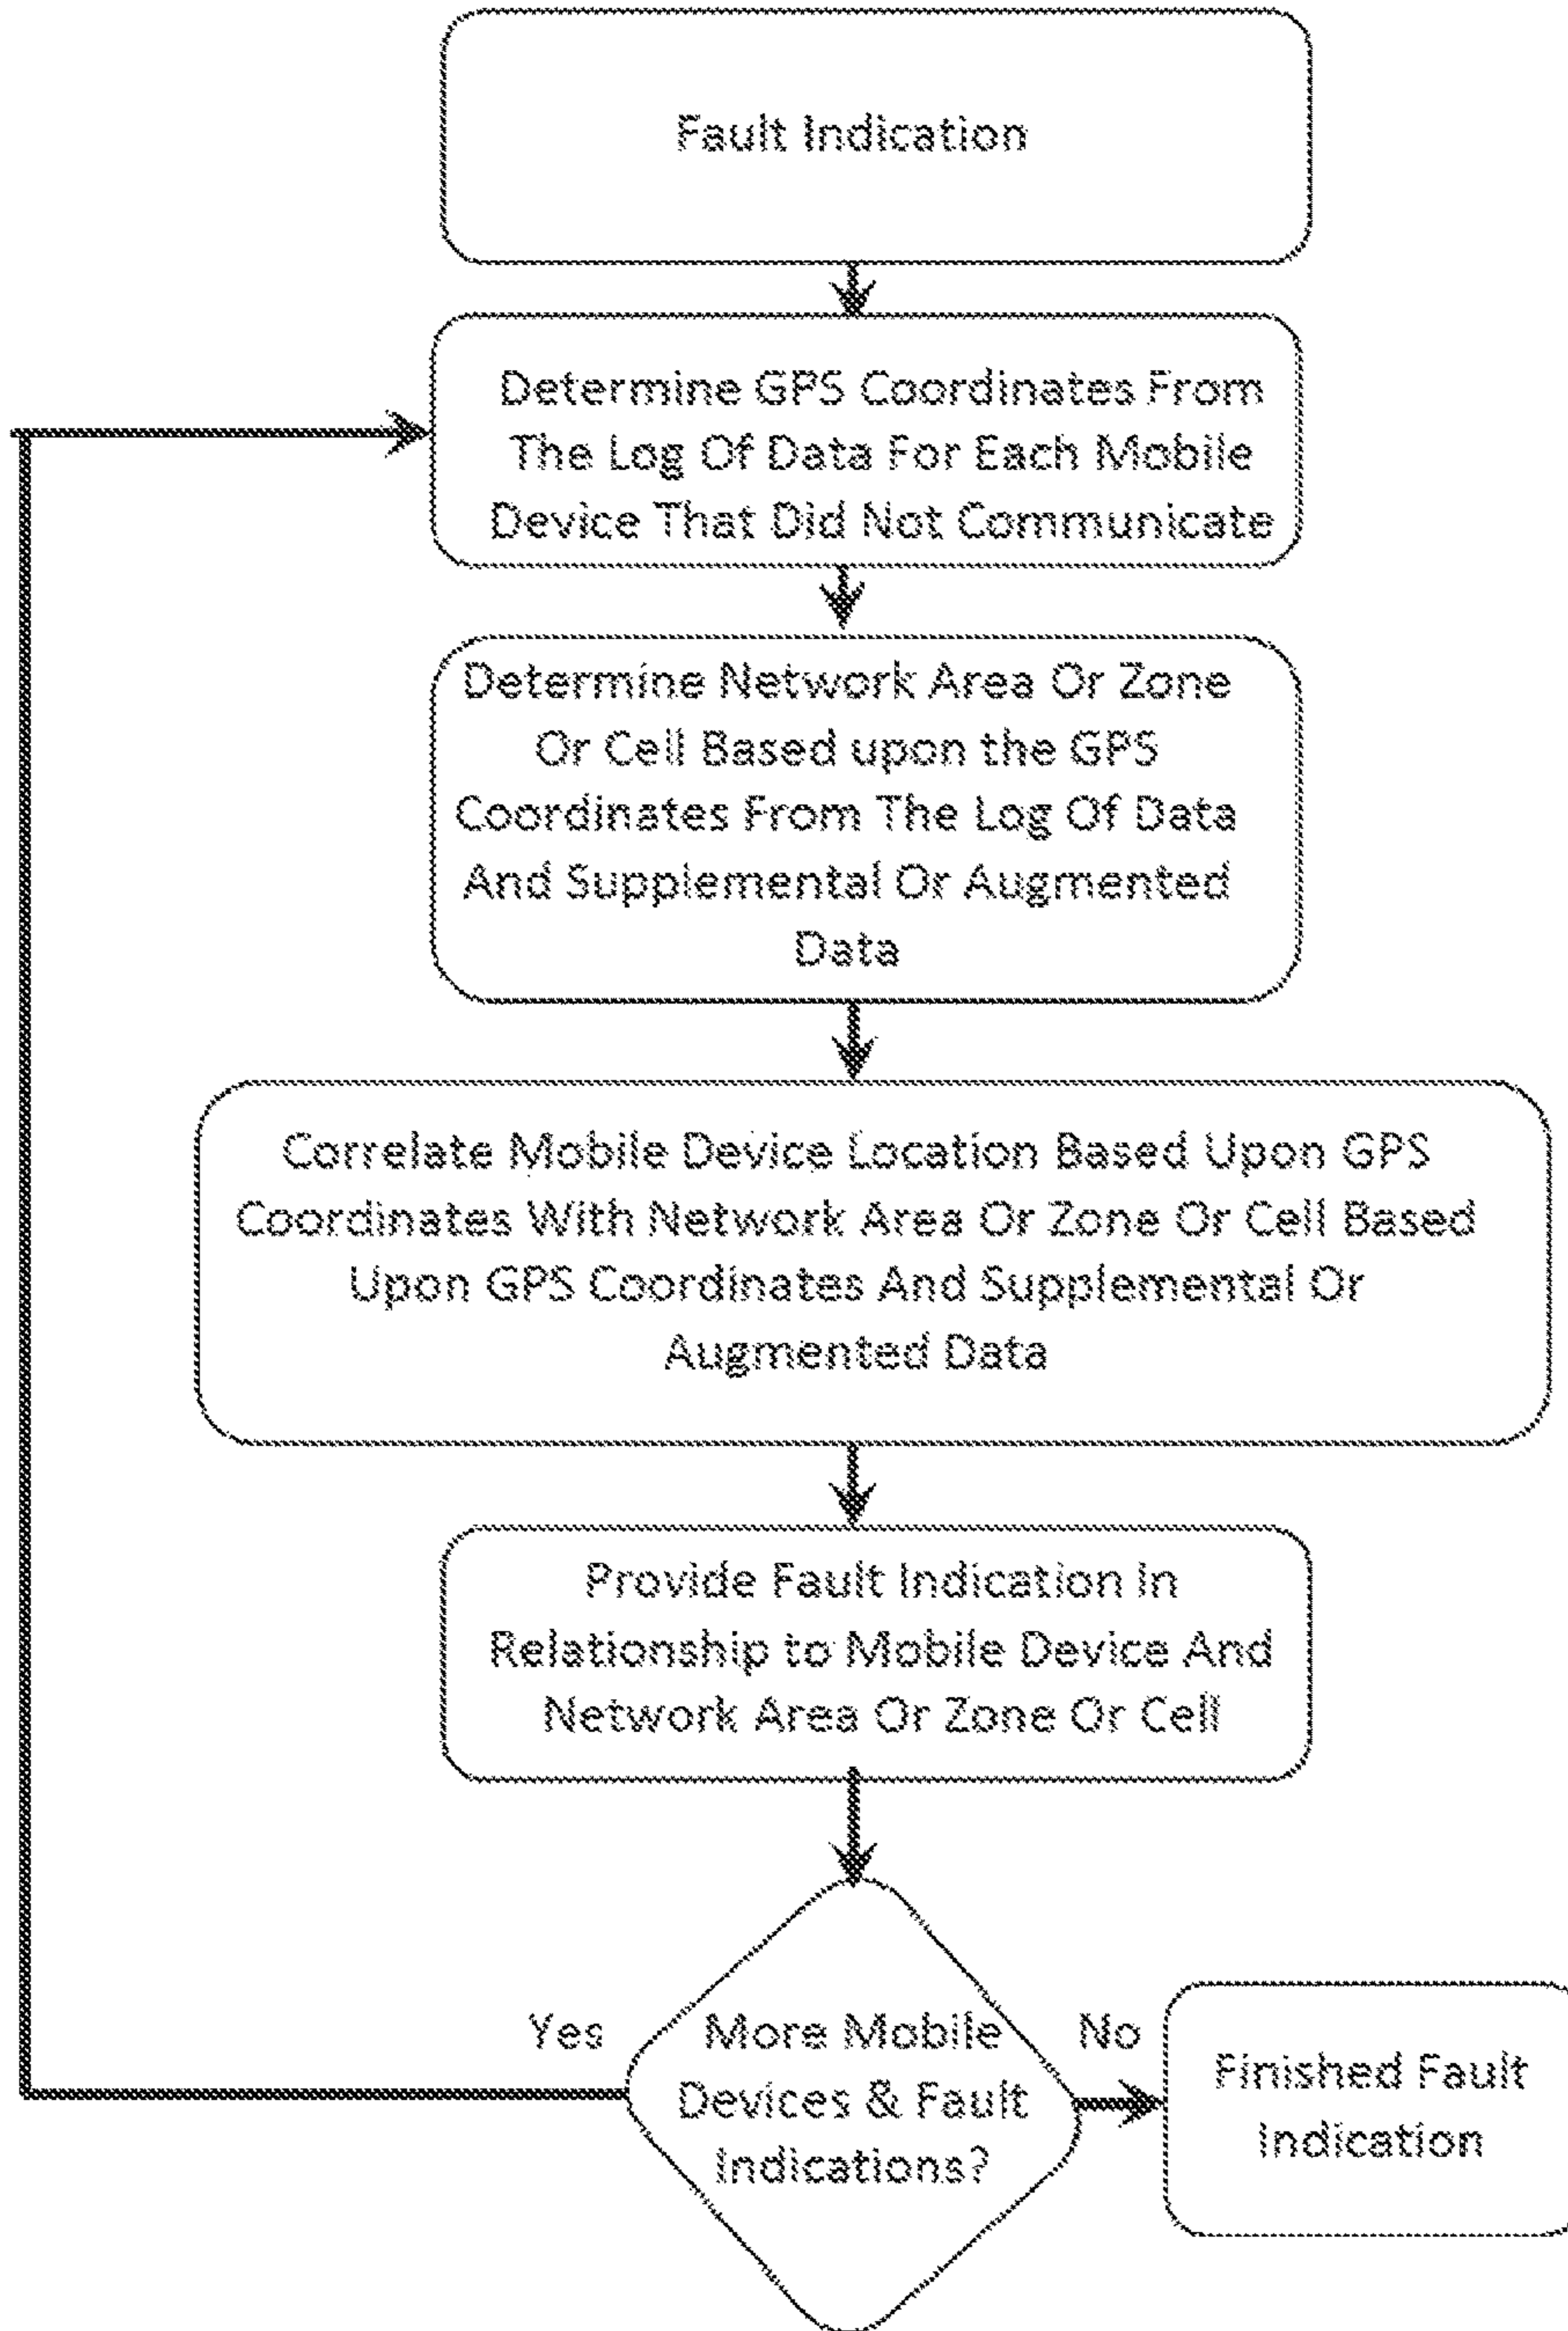 Fault Indication
Determine GPS Coordinates From
The Log Of Data For Each Mobile
Device That Did Not Communicate
Determine Network Area Or Zone
Or Cell Based upon the GPS
Coordinates From The Log Of Data
And Supplemental Or Augmented
Data
Correlate Mobile Device Location Based Upon GPS
Coordinates With Network Area Or Zone Or Cell Based
Upon GPS Coordinates And Supplemental Or
Augmented Data
Provide Fault Indication In
Relationship to Mobile Device And
Network Area Or Zone Or Cell
Yes
More Mobile
Devices & Fault
Indications?
No
Finished Fault
Indication